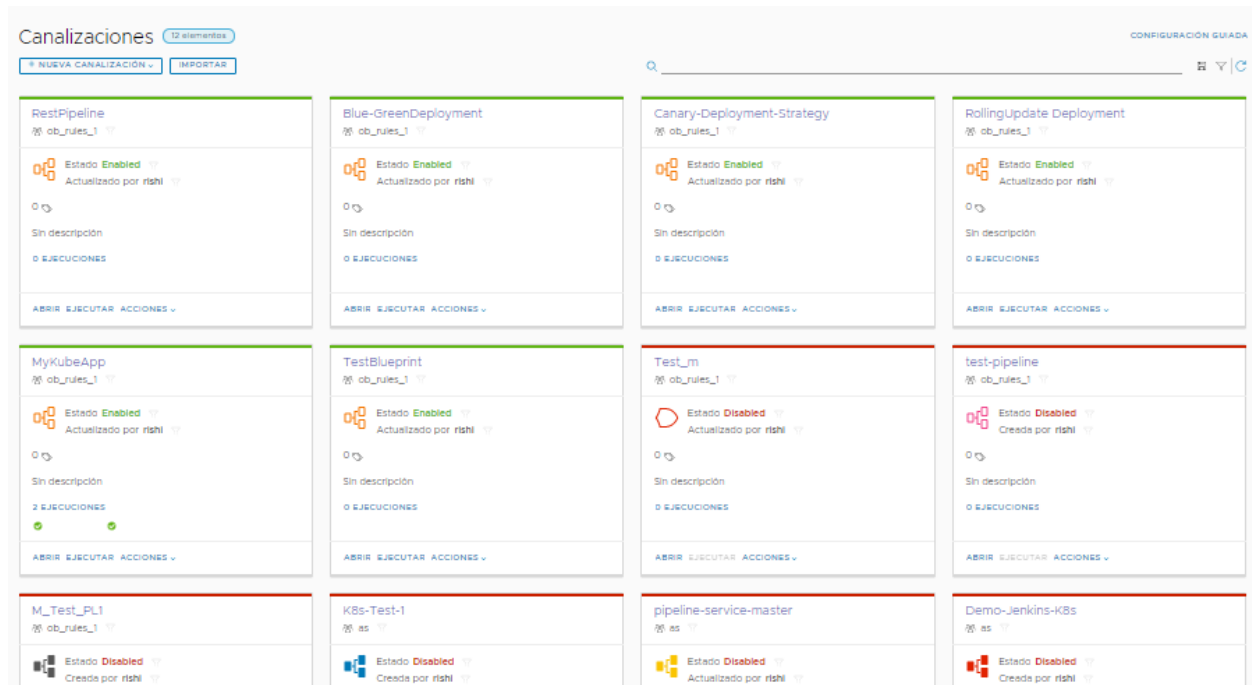 Canalizaciones 12 elementos
CONFIGURACIÓN GUIADA
NUEVA CANALIZACIÓN IMPORTAR
RestPipeline
ob_rules_1
Estado Enabled
Actualizado por rishi
0
Sin descripción
0 EJECUCIONES
ABRIR EJECUTAR ACCIONES
Blue-GreenDeployment
ob_rules_1
Estado Enabled
Actualizado por rishi
0
Sin descripción
0 EJECUCIONES
ABRIR EJECUTAR ACCIONES
Canary-Deployment-Strategy
ob_rules_1
Estado Enabled
Actualizado por rishi
0
Sin descripción
0 EJECUCIONES
ABRIR EJECUTAR ACCIONES
RollingUpdate Deployment
ob_rules_1
Estado Enabled
Actualizado por rishi
0
Sin descripción
0 EJECUCIONES
ABRIR EJECUTAR ACCIONES
MyKubeApp
ob_rules_1
Estado Enabled
Actualizado por rishi
0
Sin descripción
2 EJECUCIONES
ABRIR EJECUTAR ACCIONES
TestBlueprint
ob_rules_1
Estado Enabled
Actualizado por rishi
0
Sin descripción
0 EJECUCIONES
ABRIR EJECUTAR ACCIONES
Test_m
ob_rules_1
Estado Disabled
Actualizado por rishi
0
Sin descripción
0 EJECUCIONES
ABRIR EJECUTAR ACCIONES
test-pipeline
ob_rules_1
Estado Disabled
Creada por rishi
0
Sin descripción
0 EJECUCIONES
ABRIR EJECUTAR ACCIONES
M_Test_PL1
ob_rules_1
Estado Disabled
Creada por rishi
K8s-Test-1
as
Estado Disabled
Creada por rishi
pipeline-service-master
as
Estado Disabled
Actualizado por rishi
Demo-Jenkins-K8s
as
Estado Disabled
Creada por rishi